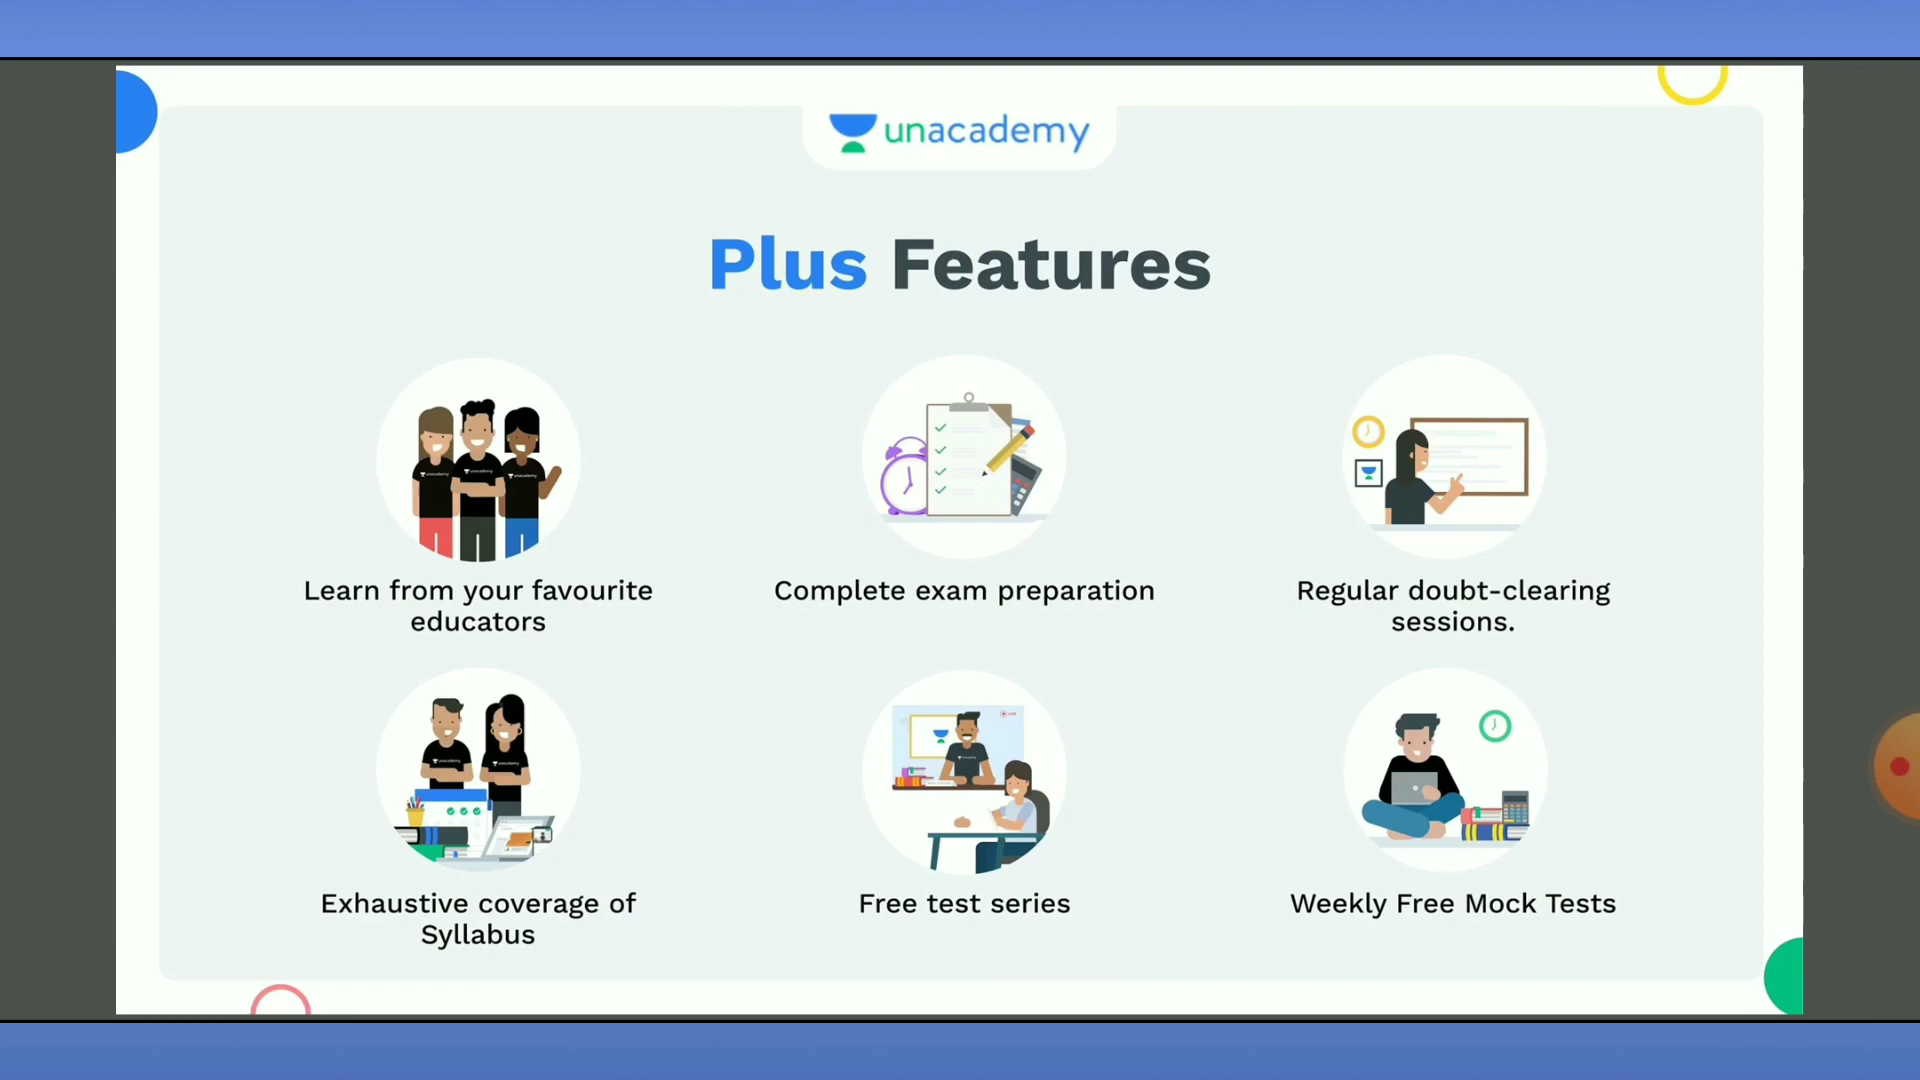 unacademy
Plus Features
Learn from your favourite
educators
Complete exam preparation
Regular doubt-clearing
sessions.
Exhaustive coverage of
Syllabus
Free test series
Weekly Free Mock Tests